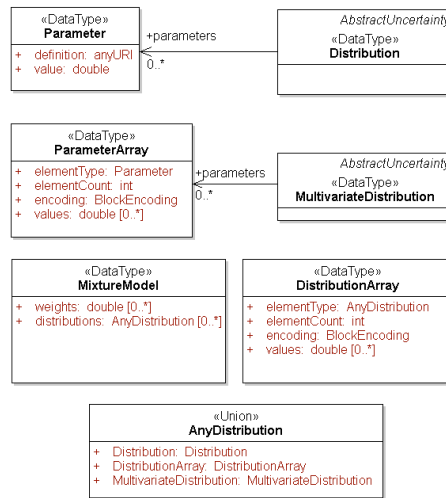 «DataType»
Parameter
+ definition: anyURI
+ value: double
+parameters
0..*
AbstractUncertainty
«DataType»
Distribution
«DataType»
ParameterArray
+ elementType: Parameter
+ elementCount: int
+ encoding: BlockEncoding
+ values: double [0..*]
+parameters
0..*
AbstractUncertainty
«DataType»
MultivariateDistribution
«DataType»
MixtureModel
+ weights: double [0..*]
+ distributions: AnyDistribution [0..*]
«DataType»
DistributionArray
+ elementType: AnyDistribution
+ elementCount: int
+ encoding: BlockEncoding
+ values: double [0..*]
«Union»
AnyDistribution
+ Distribution: Distribution
+ DistributionArray: DistributionArray
+ MultivariateDistribution: MultivariateDistribution